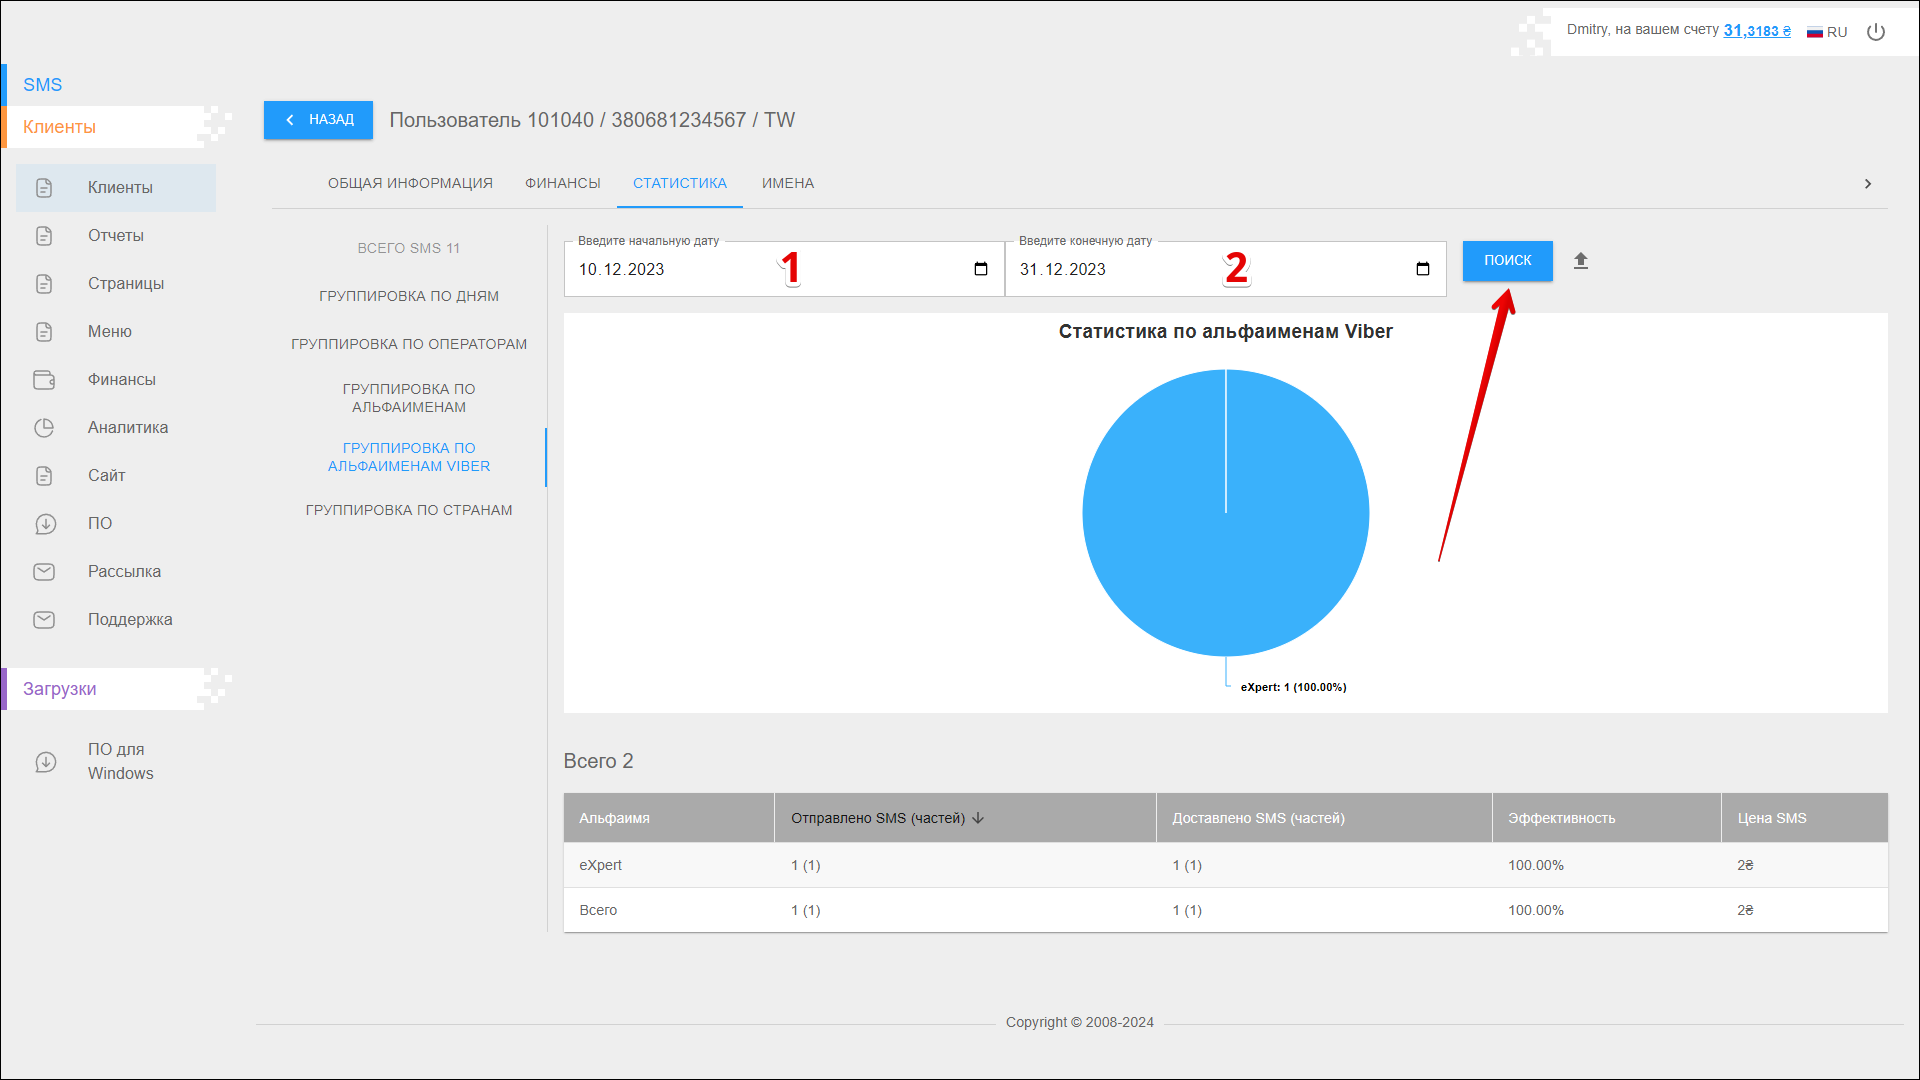 Dmitry, на вашем счету 31,3183 ₴
RU
SMS
Клиенты
Клиенты
Отчеты
Страницы
Меню
Финансы
Аналитика
Сайт
ПО
Рассылка
Поддержка
Загрузки
ПО для
Windows
НАЗАД
Пользователь 101040 / 380681234567 / TW
ОБЩАЯ ИНФОРМАЦИЯ ФИНАНСЫ СТАТИСТИКА ИМЕНА
ВСЕГО SMS 11
ГРУППИРОВКА ПО ДНЯМ
ГРУППИРОВКА ПО ОПЕРАТОРАМ
ГРУППИРОВКА ПО
АЛЬФАИМЕНАМ
ГРУППИРОВКА ПО
АЛЬФАИМЕНАМ VIBER
ГРУППИРОВКА ПО СТРАНАМ
Введите начальную дату
10.12.2023
1
Введите конечную дату
31.12.2023
2
ПОИСК
Статистика по альфаименам Viber
eXpert: 1 (100.00%)
Всего 2
Альфаимя Отправлено SMS (частей) Доставлено SMS (частей) Эффективность Цена SMS
eXpert 1 (1) 1 (1) 100.00% 2₴
Всего 1 (1) 1 (1) 100.00% 2₴
Copyright © 2008-2024